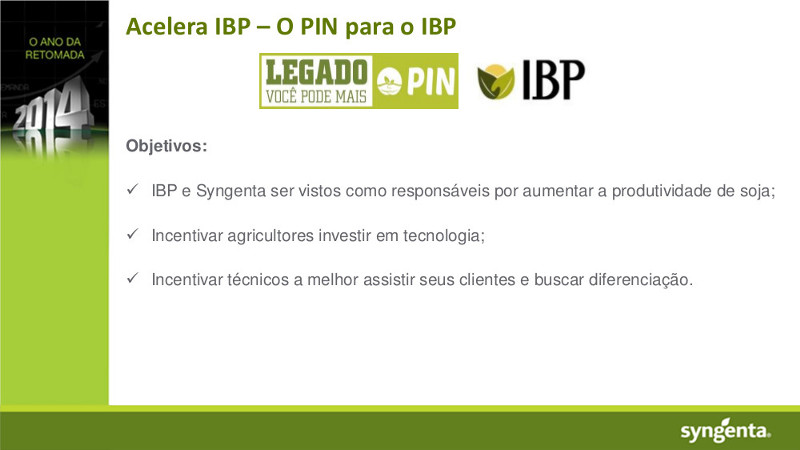 Acelera IBP – O PIN para o IBP
O ANO DA
RETOMADA
2014
LEGADO
VOCÊ PODE MAIS
PIN
IBP
Objetivos:
✓ IBP e Syngenta ser vistos como responsáveis por aumentar a produtividade de soja;
✓ Incentivar agricultores investir em tecnologia;
✓ Incentivar técnicos a melhor assistir seus clientes e buscar diferenciação.
syngenta